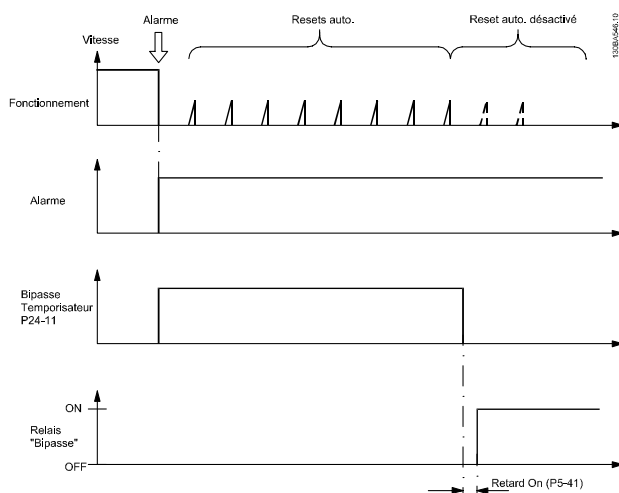 Alarme
Resets auto.
Reset auto. désactivé
130BA546.10
Vitesse
Fonctionnement
Alarme
Bipasse
Temporisateur
P24-11
ON
Relais
"Bipasse"
OFF
Retard On (P5-41)